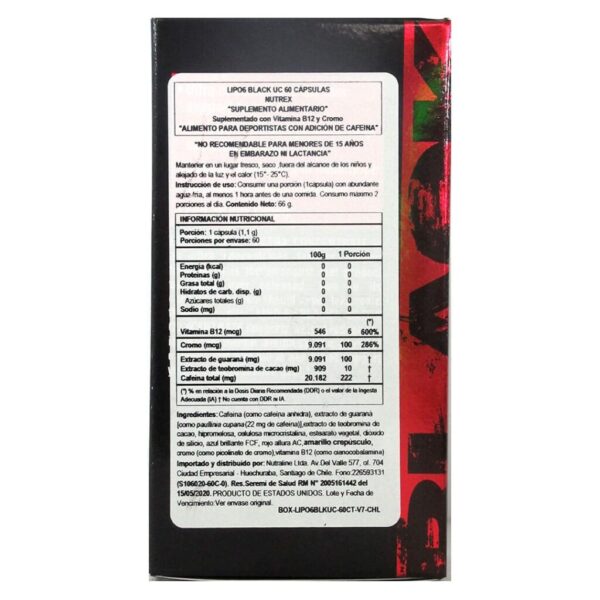 LIPO6 BLACK UC 60 CÁPSULAS
NUTREX
"SUPLEMENTO ALIMENTARIO"
Suplementado con Vitamina B12 y Cromo
"ALIMENTO PARA DEPORTISTAS CON ADICION DE CAFEINA"
"NO RECOMENDABLE PARA MENORES DE 15 AÑOS
EN EMBARAZO NI LACTANCIA"
Mantener en un lugar fresco, seco ,fuera del alcance de los niños y
alejado de la luz y el calor (15°- 25°C).
Instrucción de uso: Consumir una porción (1cápsula) con abundante
agua fria, al menos 1 hora antes de una comida. Consumo máximo 2
porciones al dia. Contenido Neto: 66 g.
INFORMACIÓN NUTRICIONAL
Porción: 1 cápsula (1,1 g)
Porciones por envase: 60
100g 1 Porción
Energía (kcal) 0 0
Proteinas (g) 0 0
Grasa total (g) 0 0
Hidratos de carb. disp. (g) 0 0
Azúcares totales (g) 0 0
Sodio (mg) 0 0
(*)
Vitamina B12 (mcg) 546 6 600%
Cromo (mcg) 9.091 100 286%
Extracto de guaraná (mg) 9.091 100 †
Extracto de teobromina de cacao (mg) 909 10 †
Cafeína total (mg) 20.182 222 †
(*) % en relación a la Dosis Diaria Recomendada (DDR) o el valor de la Ingesta
Adecuada (IA) † No cuenta con DDR ni IA.
Ingredientes: Cafeína (como cafeína anhidra), extracto de guaraná
[como paullinia cupana(22 mg de cafeína)],extracto de teobromina de
cacao, hipromelosa, celulosa microcristalina, estearato vegetal, dióxido
de silicio, azul brillante FCF, rojo allura AC, amarillo crepúsculo,
cromo (como picolinato de cromo),vitamina B12 (como cianocobalamina)
Importado y distribuido por: Nutraline Ltda. Av. Del Valle 577, of. 704
Ciudad Empresarial - Huechuraba, Santiago de Chile. Fono:226593131
(S106020-60C-0). Res.Seremi de Salud RM N° 2005161442 del
15/05/2020. PRODUCTO DE ESTADOS UNIDOS. Lote y Fecha de
Vencimiento:Ver envase original.
BOX-LIPO6BLKUC-60CT-V7-CHL
BLACK